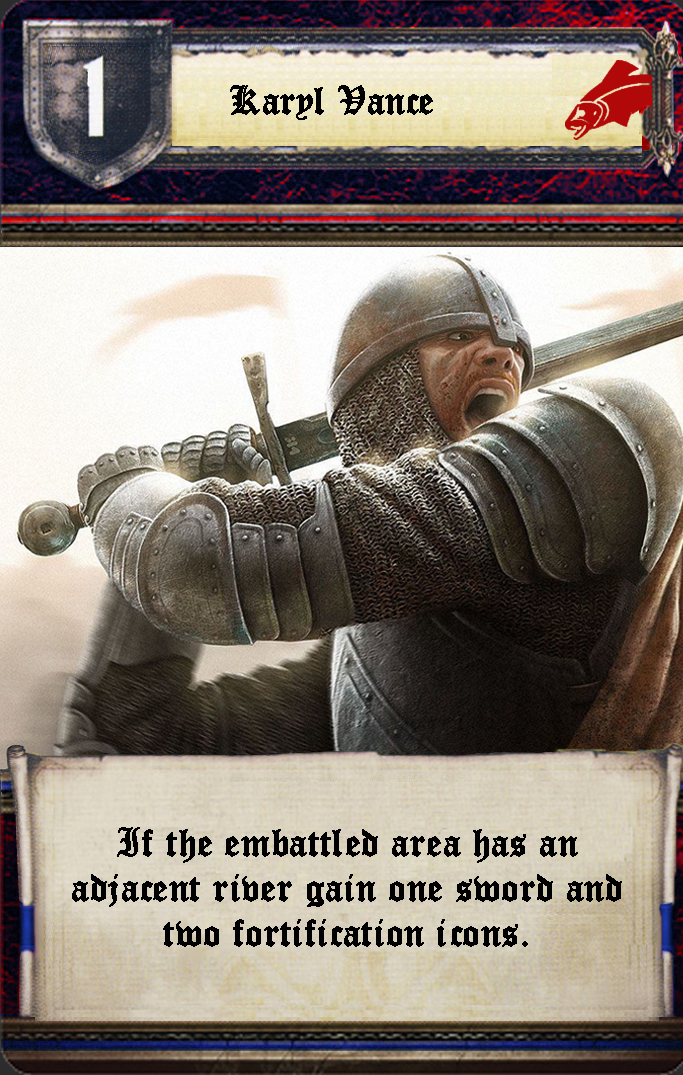 1
Karyl Vance
If the embattled area has an
adjacent river gain one sword and
two fortification icons.